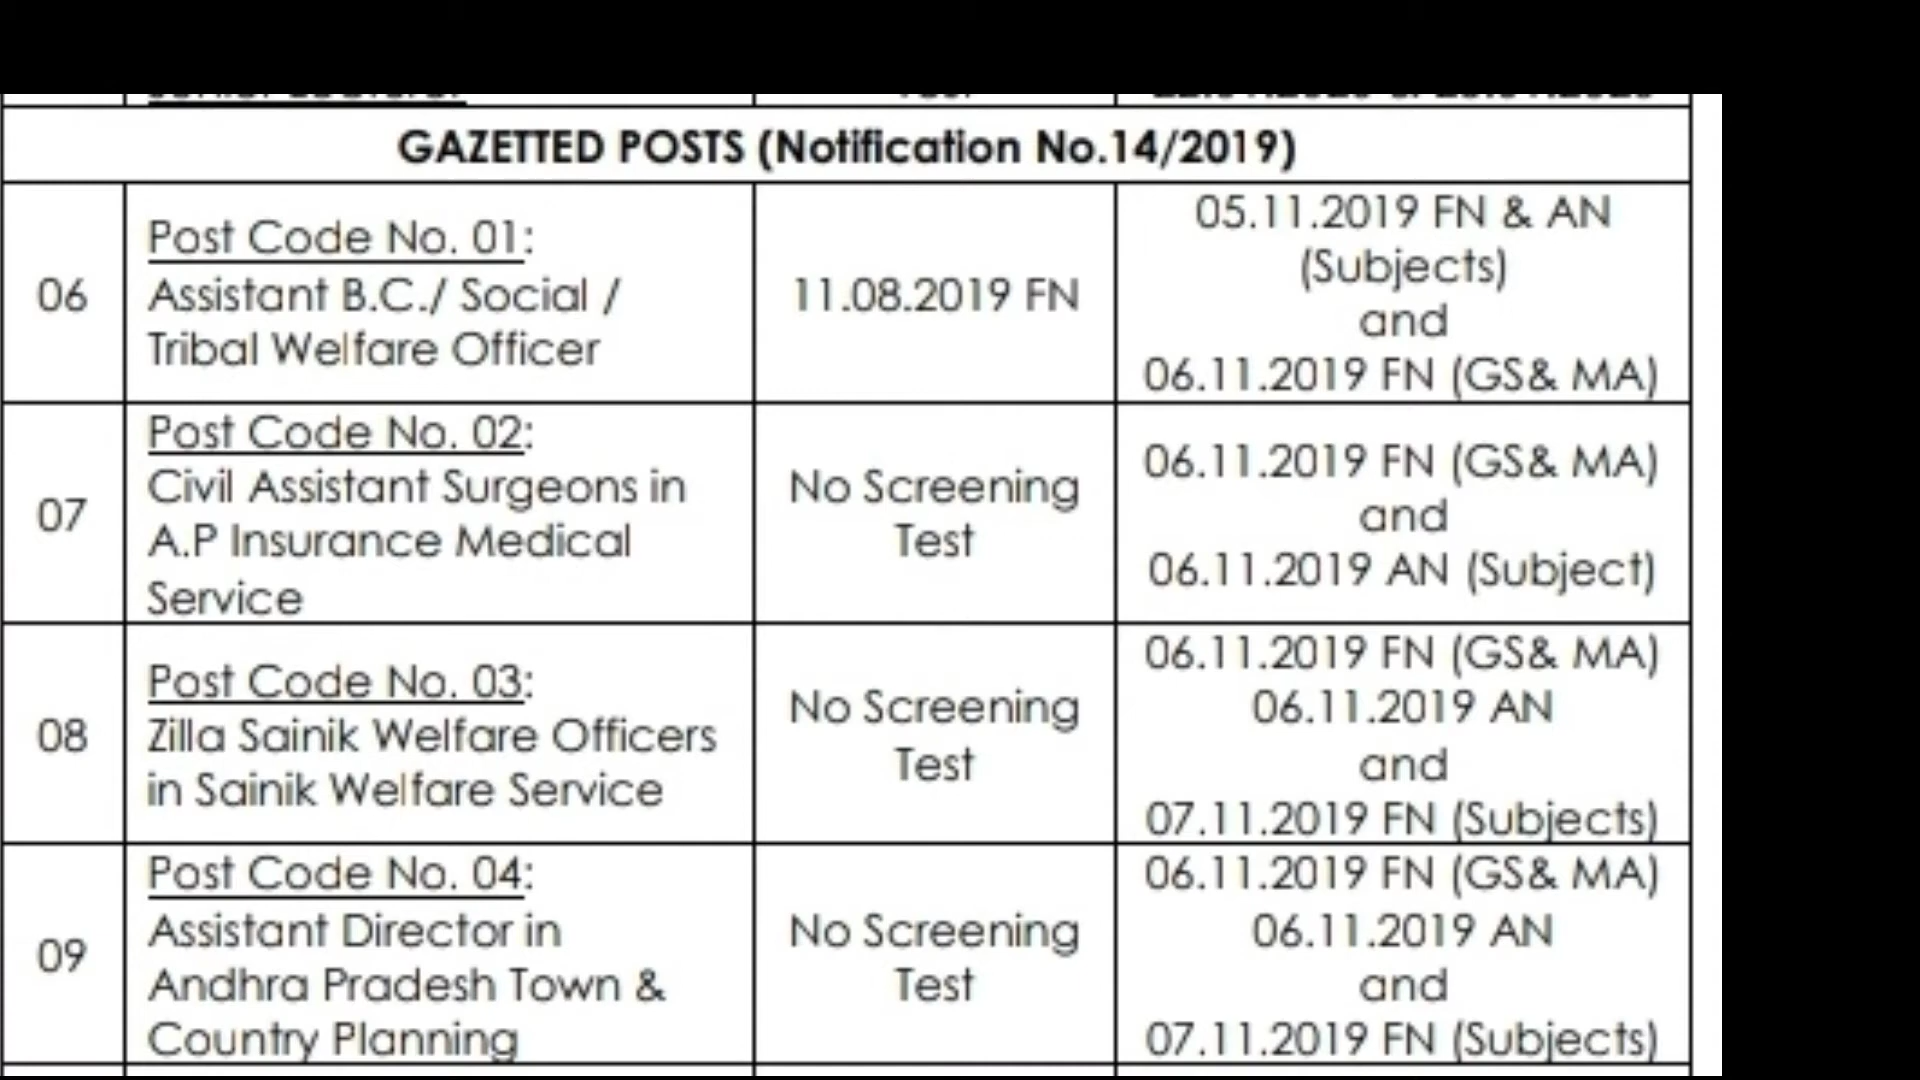 GAZETTED POSTS (Notification No.14/2019)
06
Post Code No. 01:
Assistant B.C./ Social /
Tribal Welfare Officer
11.08.2019 FN
05.11.2019 FN & AN
(Subjects)
and
06.11.2019 FN (GS& MA)
07
Post Code No. 02:
Civil Assistant Surgeons in
A.P Insurance Medical
Service
No Screening
Test
06.11.2019 FN (GS& MA)
and
06.11.2019 AN (Subject)
08
Post Code No. 03:
Zilla Sainik Welfare Officers
in Sainik Welfare Service
No Screening
Test
06.11.2019 FN (GS& MA)
06.11.2019 AN
and
07.11.2019 FN (Subjects)
09
Post Code No. 04:
Assistant Director in
Andhra Pradesh Town &
Country Planning
No Screening
Test
06.11.2019 FN (GS& MA)
06.11.2019 AN
and
07.11.2019 FN (Subjects)